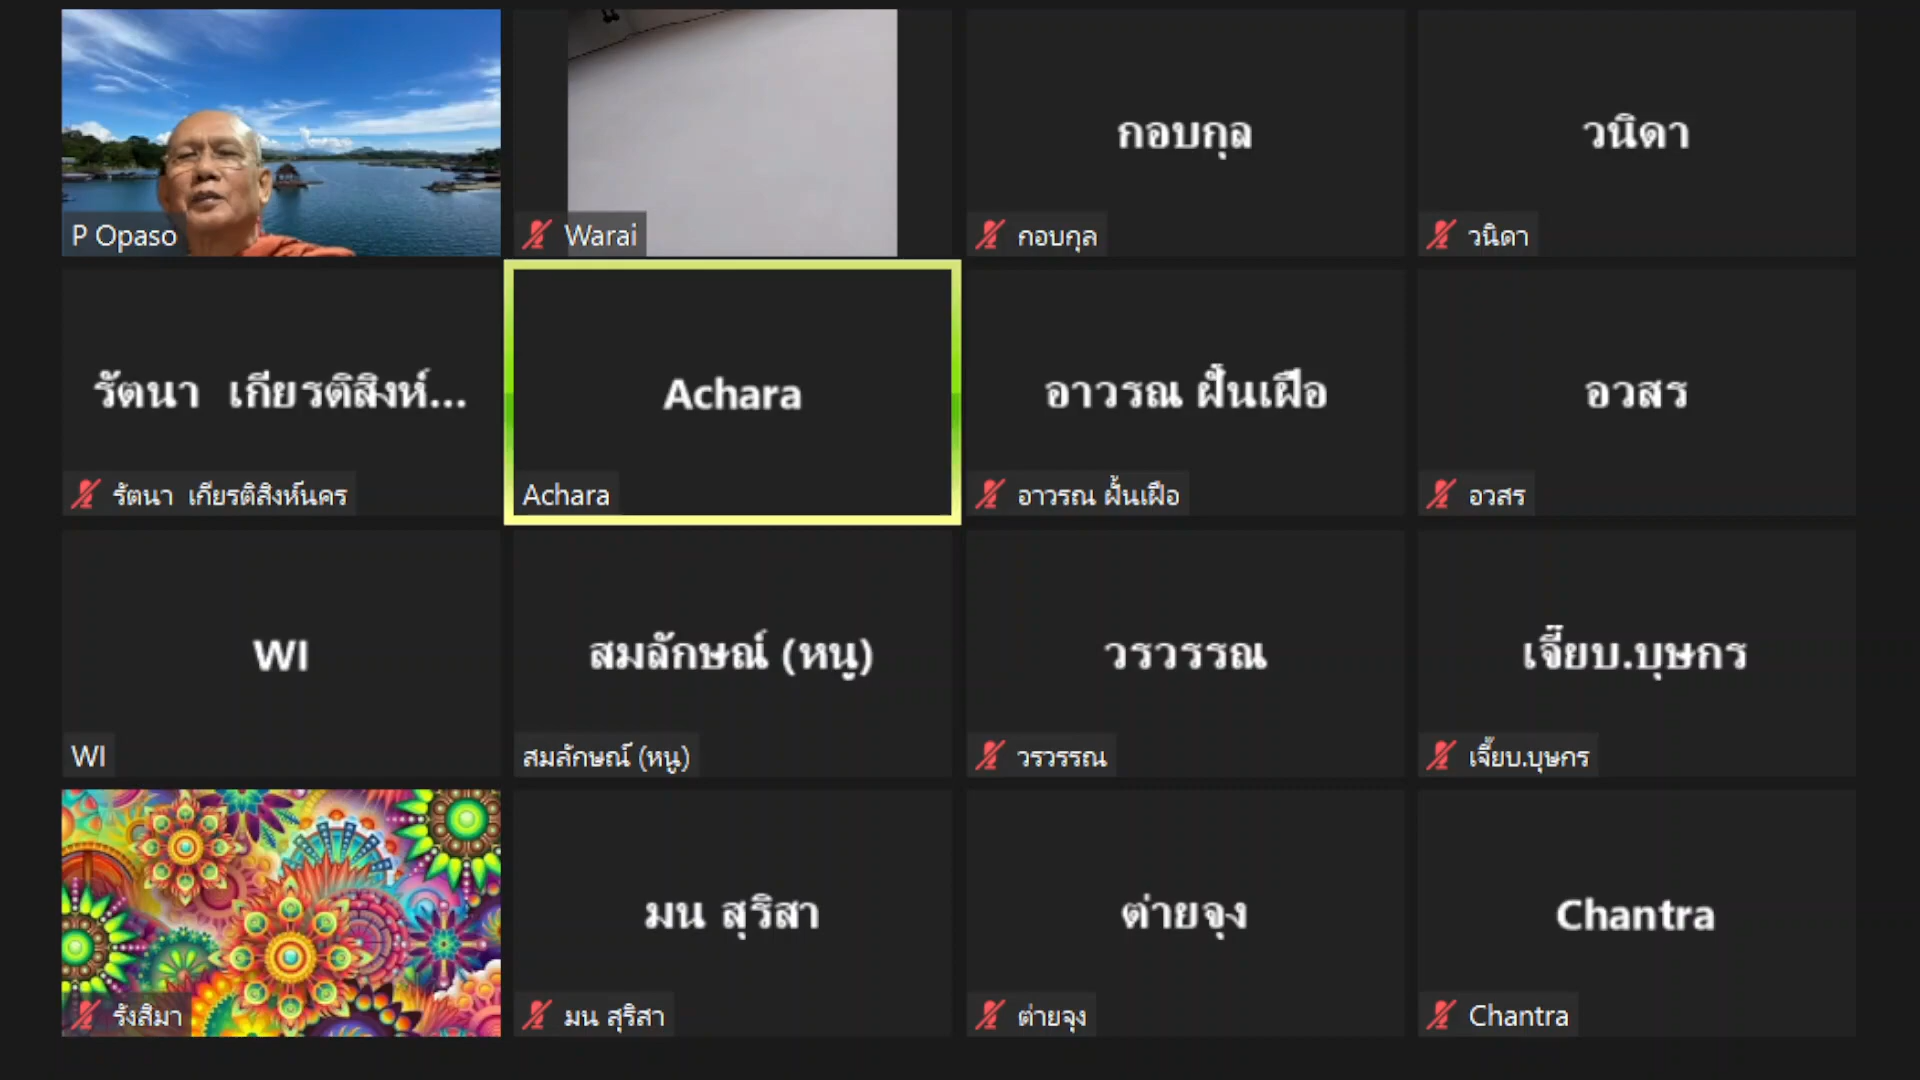 P Opaso
Warai
กอบกุล
กอบกุล
วนิดา
วนิดา
รัตนา เกียรติสิงห์...
รัตนา เกียรติสิงห์นคร
Achara
Achara
อาวรณ ฝั้นเฝือ
อาวรณ ฝั้นเฝือ
อวสร
อวสร
WI
WI
สมลักษณ์ (หนู)
สมลักษณ์ (หนู)
วรวรรณ
วรวรรณ
เจี๊ยบ.บุษกร
เจี๊ยบ.บุษกร
รังสิมา
มน สุริสา
มน สุริสา
ต่ายจุง
ต่ายจุง
Chantra
Chantra